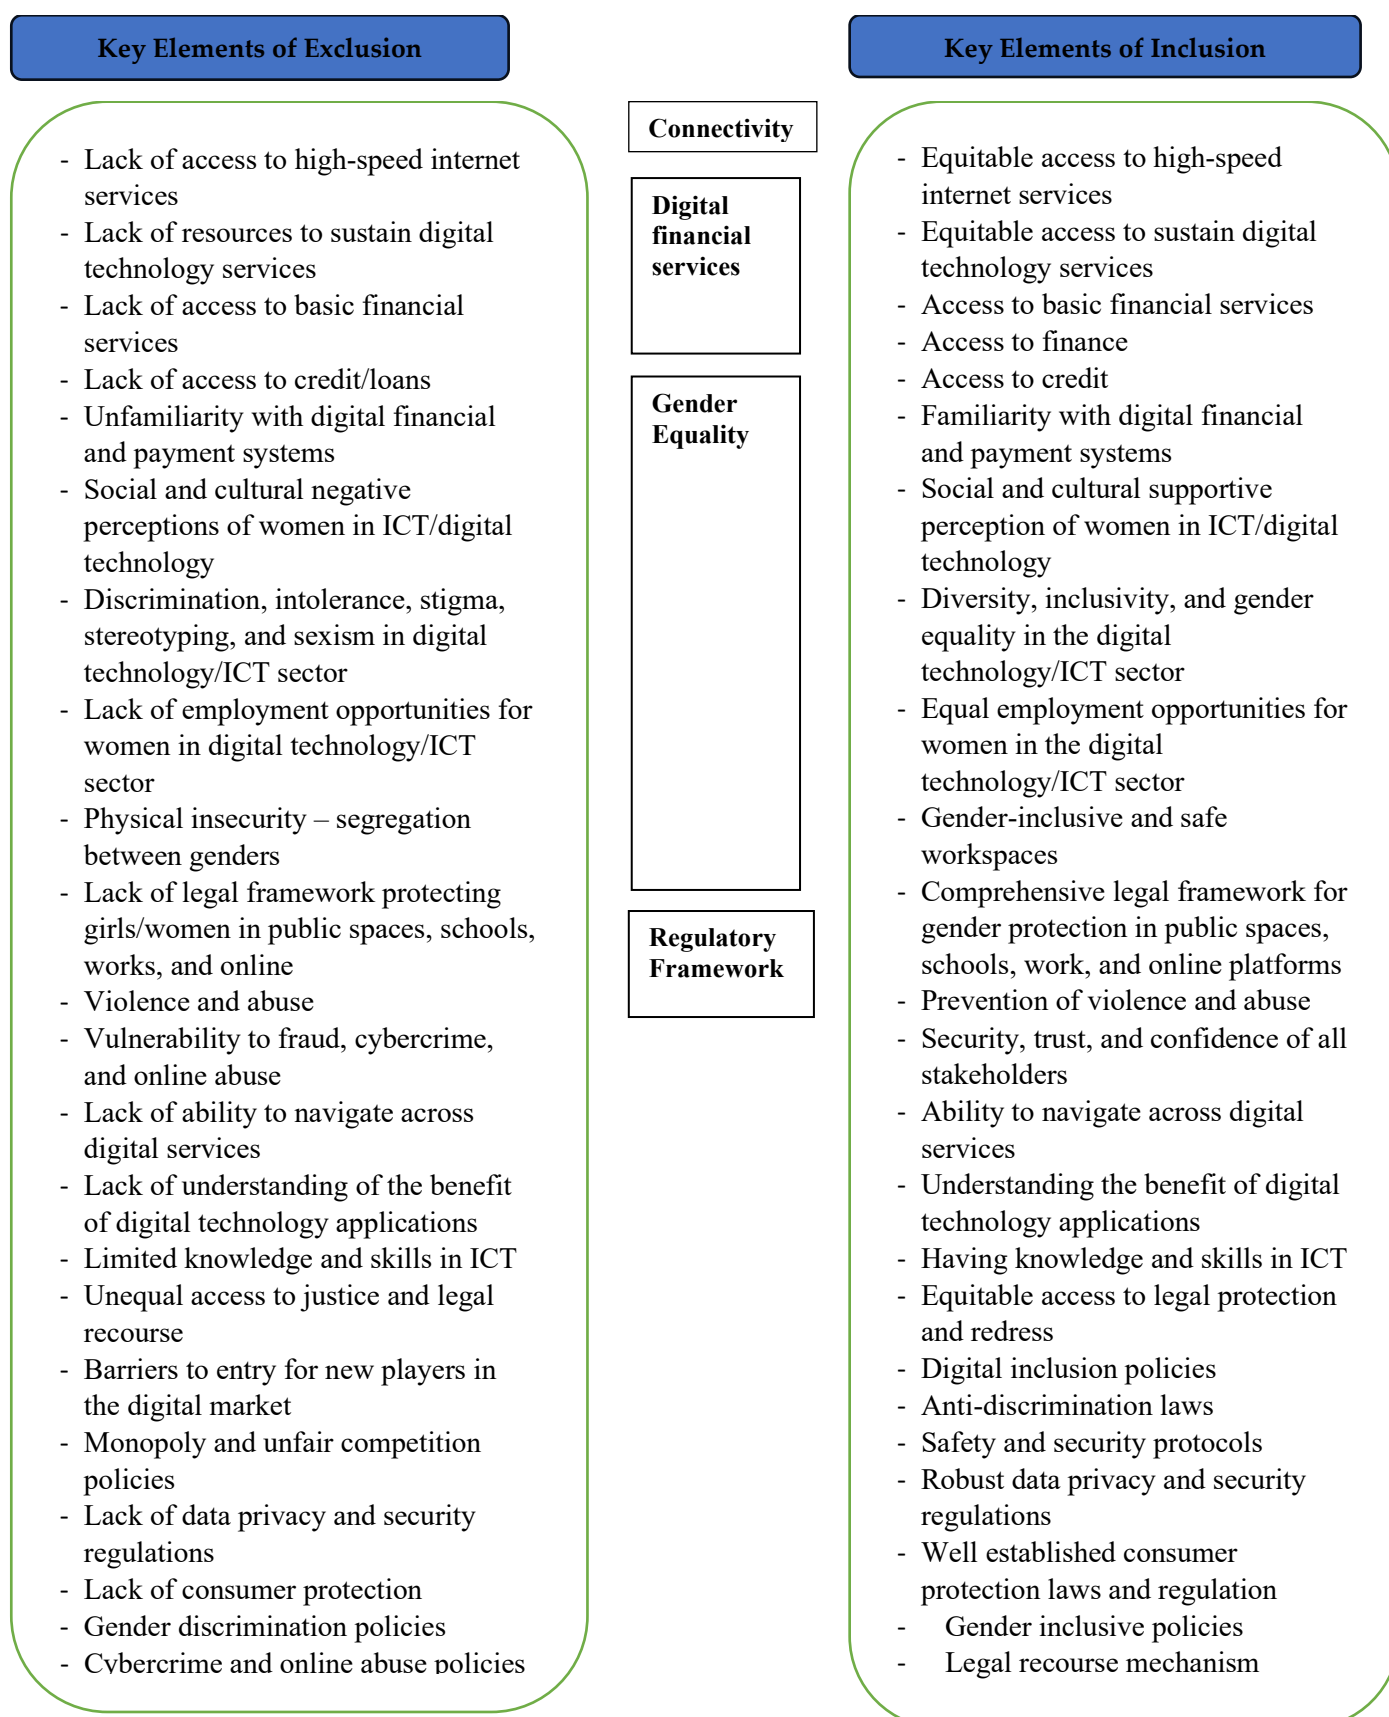 Key Elements of Exclusion
- Lack of access to high-speed internet
services
- Lack of resources to sustain digital
technology services
- Lack of access to basic financial
services
- Lack of access to credit/loans
- Unfamiliarity with digital financial
and payment systems
- Social and cultural negative
perceptions of women in ICT/digital
technology
- Discrimination, intolerance, stigma,
stereotyping, and sexism in digital
technology/ICT sector
- Lack of employment opportunities for
women in digital technology/ICT
sector
- Physical insecurity – segregation
between genders
- Lack of legal framework protecting
girls/women in public spaces, schools,
works, and online
- Violence and abuse
- Vulnerability to fraud, cybercrime,
and online abuse
- Lack of ability to navigate across
digital services
- Lack of understanding of the benefit
of digital technology applications
- Limited knowledge and skills in ICT
- Unequal access to justice and legal
recourse
- Barriers to entry for new players in
the digital market
- Monopoly and unfair competition
policies
- Lack of data privacy and security
regulations
- Lack of consumer protection
- Gender discrimination policies
- Cybercrime and online abuse policies
Connectivity
Digital
financial
services
Gender
Equality
Regulatory
Framework
Key Elements of Inclusion
- Equitable access to high-speed
internet services
- Equitable access to sustain digital
technology services
- Access to basic financial services
- Access to finance
- Access to credit
- Familiarity with digital financial
and payment systems
- Social and cultural supportive
perception of women in ICT/digital
technology
- Diversity, inclusivity, and gender
equality in the digital
technology/ICT sector
- Equal employment opportunities for
women in the digital
technology/ICT sector
- Gender-inclusive and safe
workspaces
- Comprehensive legal framework for
gender protection in public spaces,
schools, work, and online platforms
- Prevention of violence and abuse
- Security, trust, and confidence of all
stakeholders
- Ability to navigate across digital
services
- Understanding the benefit of digital
technology applications
- Having knowledge and skills in ICT
- Equitable access to legal protection
and redress
- Digital inclusion policies
- Anti-discrimination laws
- Safety and security protocols
- Robust data privacy and security
regulations
- Well established consumer
protection laws and regulation
- Gender inclusive policies
- Legal recourse mechanism